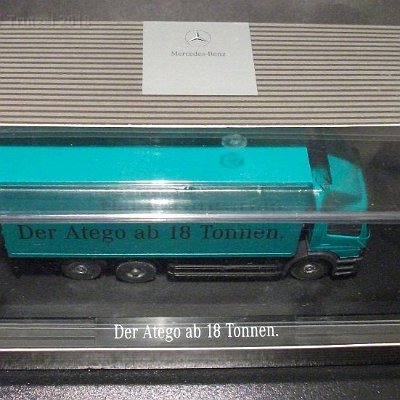 Mercedes-Benz
Der Atego ab 18 Tonnen.
Der Atego ab 18 Tonnen.